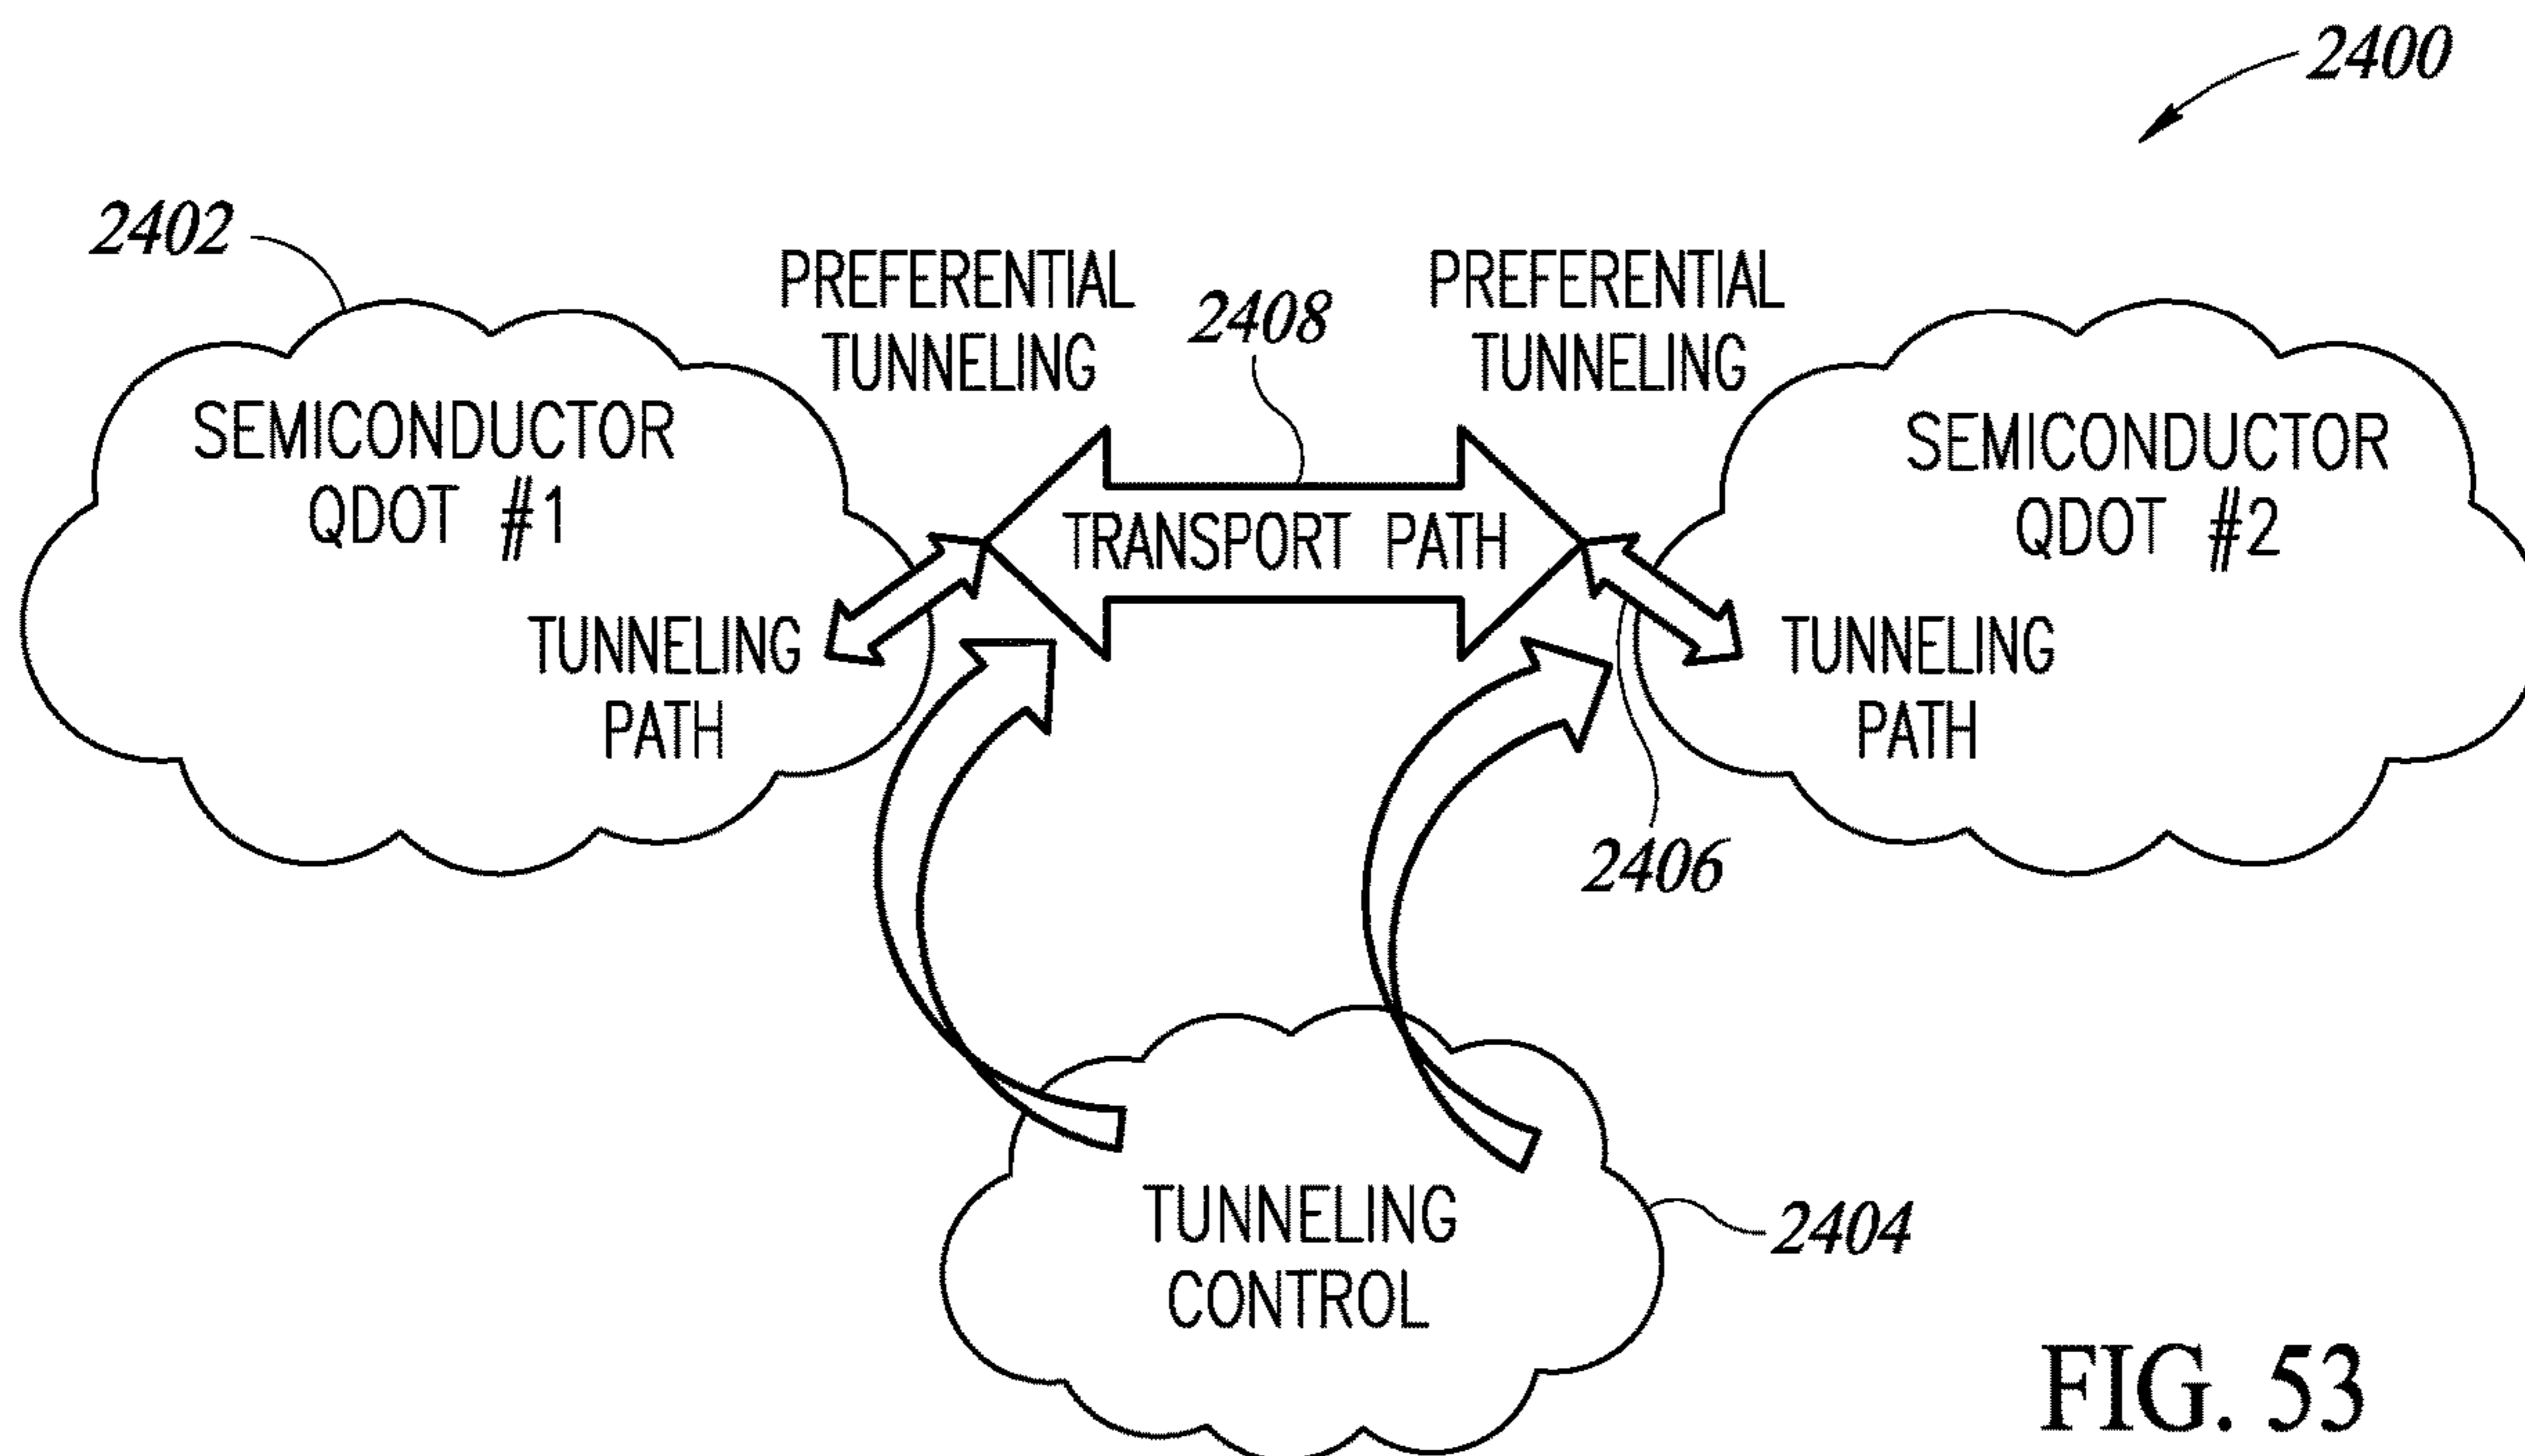 2400
2402
PREFERENTIAL
TUNNELING
2408
PREFERENTIAL
TUNNELING
SEMICONDUCTOR
QDOT #1
TRANSPORT PATH
SEMICONDUCTOR
QDOT #2
TUNNELING
PATH
TUNNELING
PATH
2406
TUNNELING
CONTROL
2404
FIG. 53